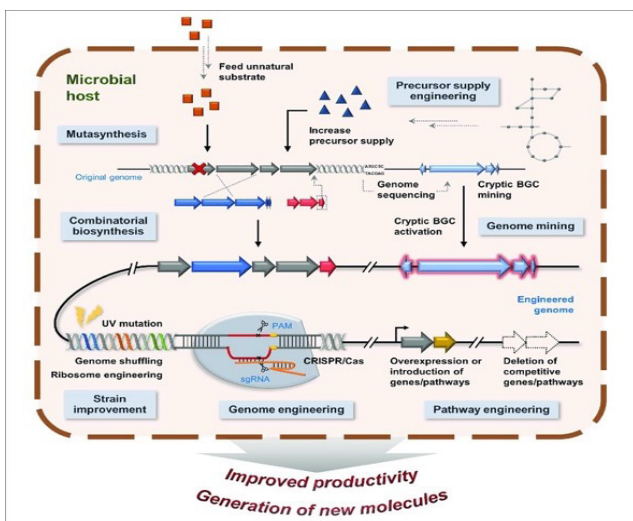 Feed unnatural
substrate
Microbial
host
Precursor supply
engineering
Mutasynthesis
Increase
precursor supply
Original genome
Genome
sequencing
Cryptic BGC
mining
Combinatorial
biosynthesis
Cryptic BGC
activation
Genome mining
Engineered
genome
UV mutation
PAM
Genome shuffling
Ribosome engineering
sgRNA
CRISPR/Cas
Overexpression or
introduction of
genes/pathways
Deletion of
competitive
genes/pathways
Strain
improvement
Genome engineering
Pathway engineering
Improved productivity
Generation of new molecules